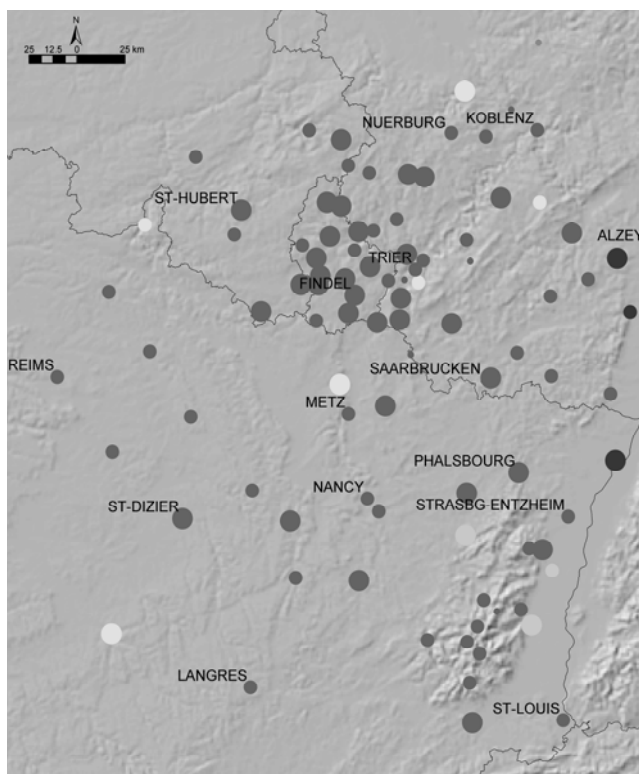 N
25 12.5 0 25 km
NUERBURG
KOBLENZ
ST-HUBERT
ALZEY
TRIER
FINDEL
REIMS
SAARBRUCKEN
METZ
PHALSBOURG
NANCY
STRASBG-ENTZHEIM
ST-DIZIER
LANGRES
ST-LOUIS